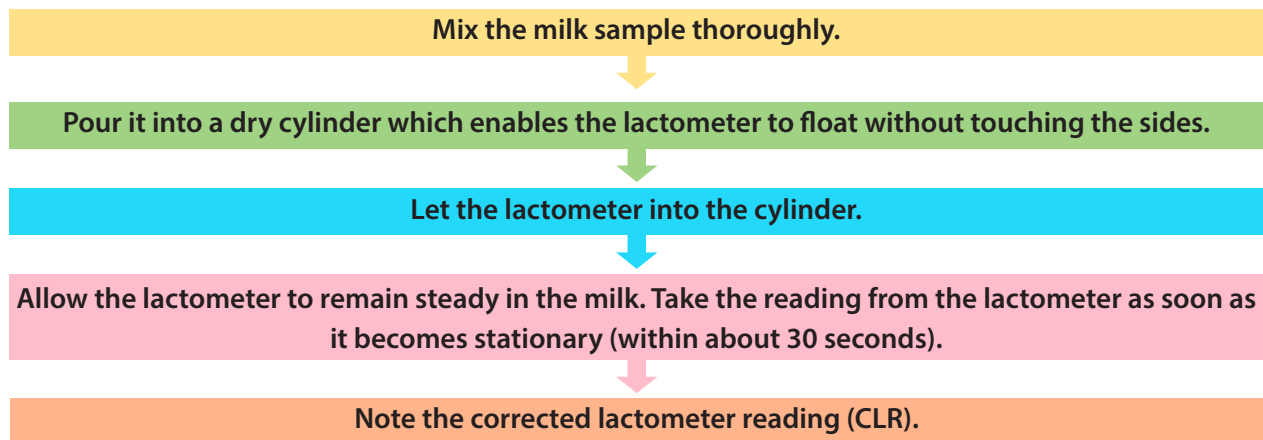 Mix the milk sample thoroughly.
Pour it into a dry cylinder which enables the lactometer to float without touching the sides.
Let the lactometer into the cylinder.
Allow the lactometer to remain steady in the milk. Take the reading from the lactometer as soon as
it becomes stationary (within about 30 seconds).
Note the corrected lactometer reading (CLR).